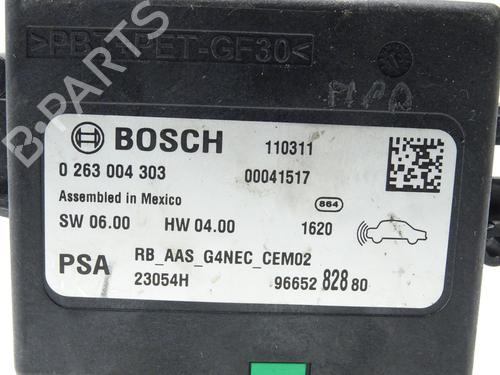 >PBT+PET-GF30<
BOSCH 110311
0 263 004 303 00041517
Assembled in Mexico 864
SW 06.00 HW 04.00 1620
PSA RB_AAS_G4NEC_CEM02
23054H 96652 828 80
B-PARTS